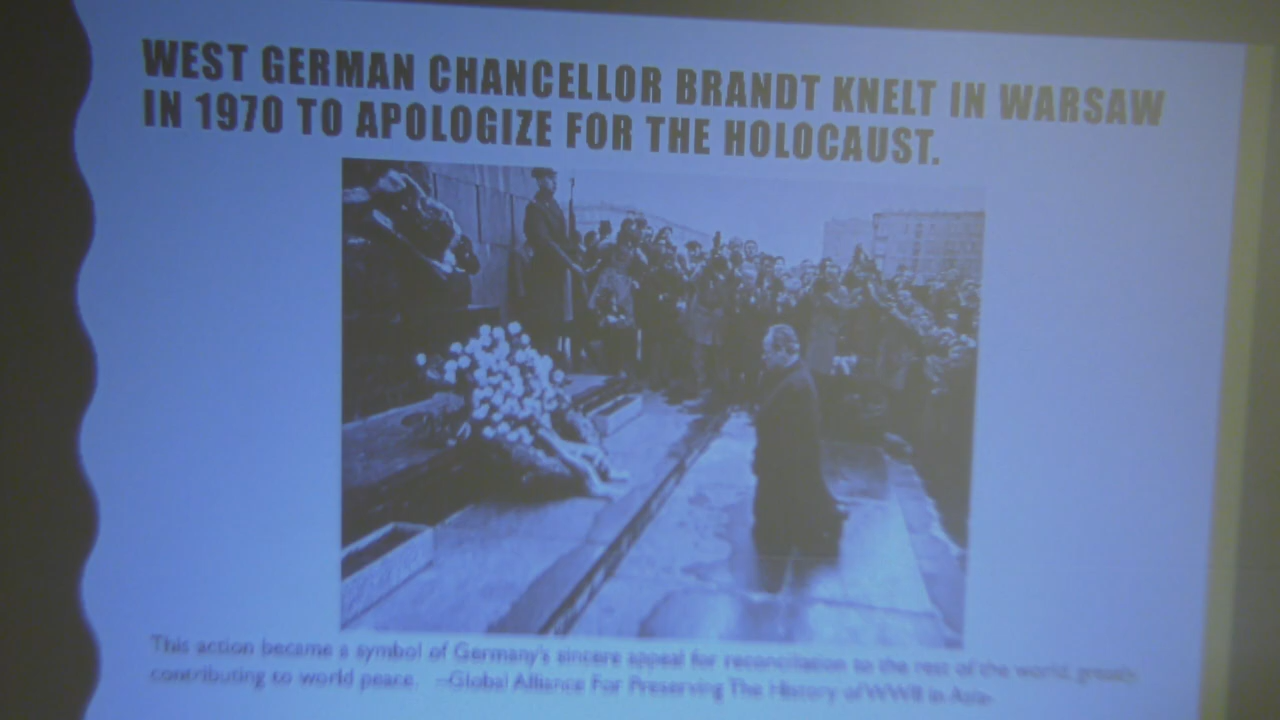 WEST GERMAN CHANCELLOR BRANDT KNELT IN WARSAW
IN 1970 TO APOLOGIZE FOR THE HOLOCAUST.
This action became a symbol of Germany's sincere appeal for reconciliation to the rest of the world, greatly
contributing to world peace. --Global Alliance For Preserving The History of WWII in Asia-